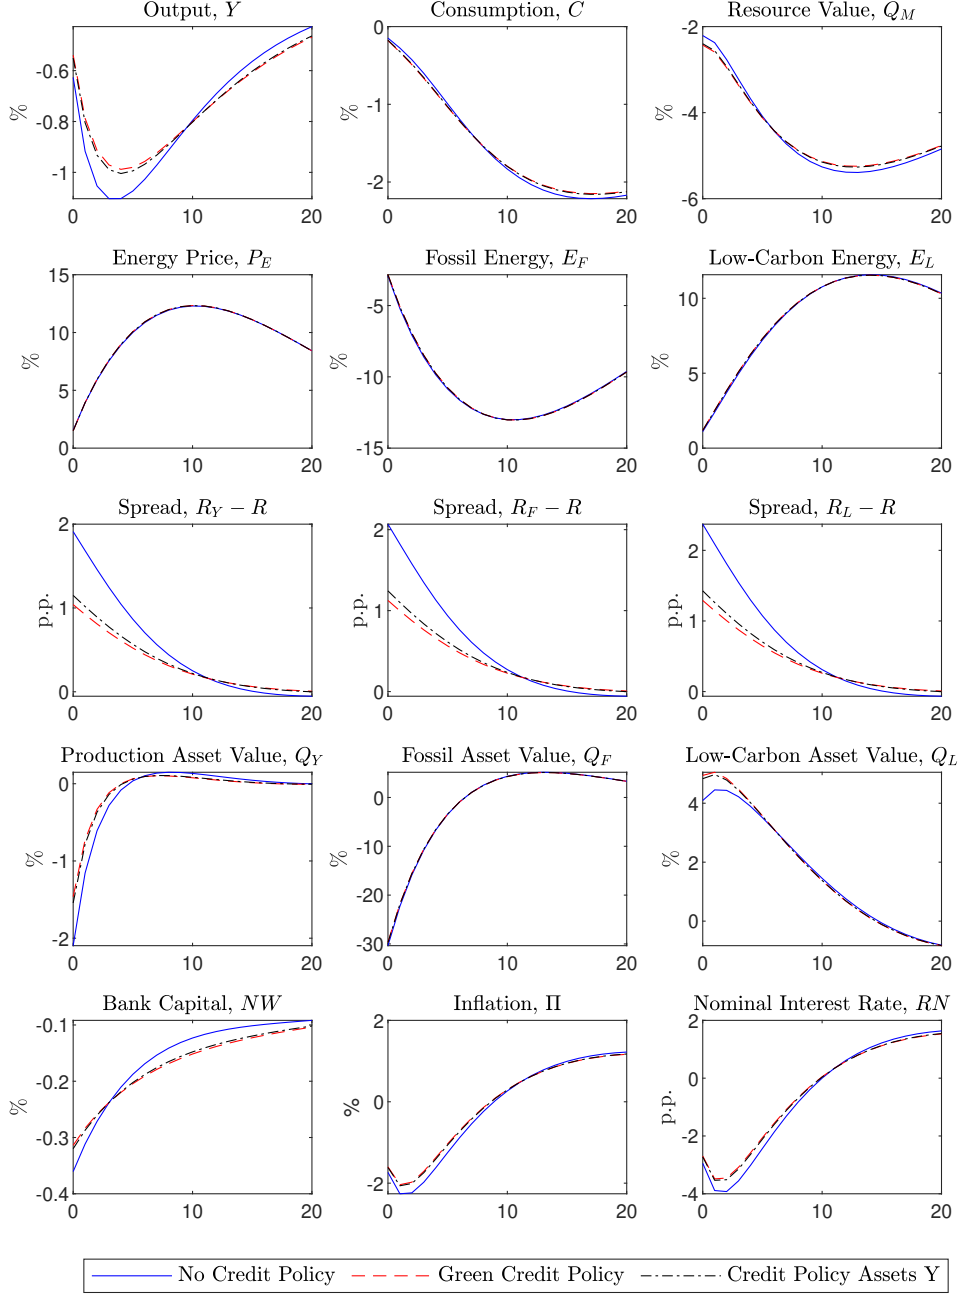 Output, Y
Consumption, C
Resource Value, Q_M
-0.6
-0.8
-1
%
0 10 20
0
-1
-2
%
0 10 20
-2
-4
-6
%
0 10 20
Energy Price, P_E
Fossil Energy, E_F
Low-Carbon Energy, E_L
15
10
5
0
%
0 10 20
-5
-10
-15
%
0 10 20
10
5
0
%
0 10 20
Spread, R_Y − R
Spread, R_F − R
Spread, R_L − R
2
1
0
p.p.
0 10 20
2
1
0
p.p.
0 10 20
2
1
0
p.p.
0 10 20
Production Asset Value, Q_Y
Fossil Asset Value, Q_F
Low-Carbon Asset Value, Q_L
0
-1
-2
%
0 10 20
0
-10
-20
-30
%
0 10 20
4
2
0
%
0 10 20
Bank Capital, NW
Inflation, Π
Nominal Interest Rate, RN
-0.1
-0.2
-0.3
-0.4
%
0 10 20
2
0
-2
%
0 10 20
2
0
-2
-4
p.p.
0 10 20
No Credit Policy Green Credit Policy Credit Policy Assets Y